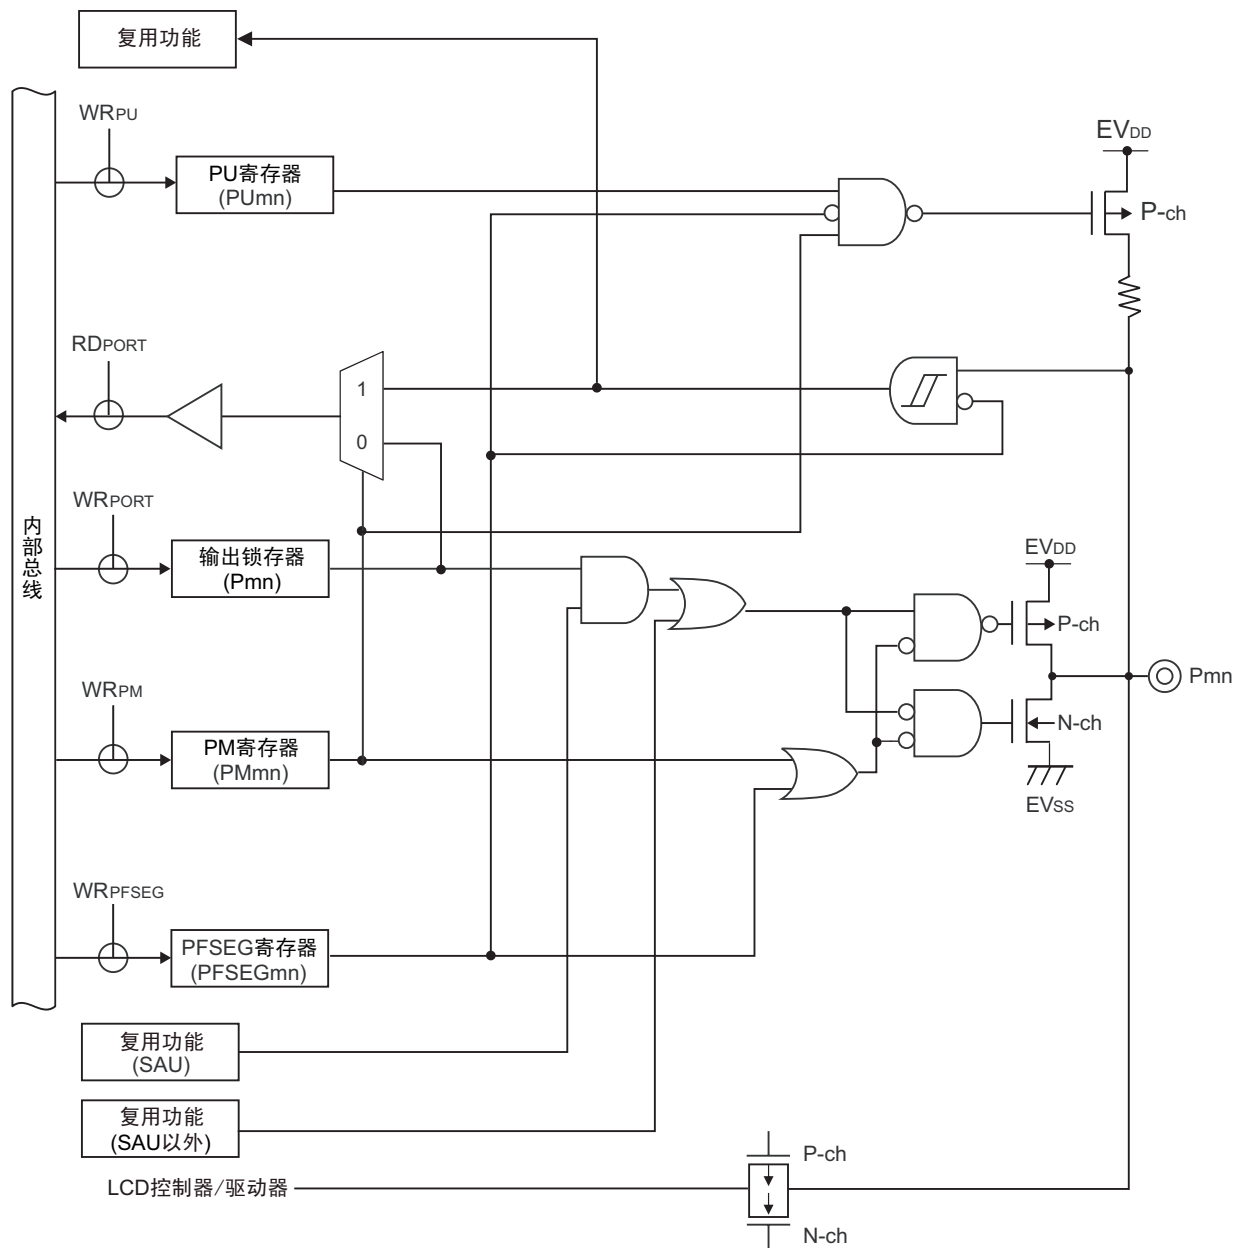 复用功能
WRPU
PU寄存器
(PUmn)
EVDD
P-ch
RDPORT
1
0
WRPORT
内部总线
输出锁存器
(Pmn)
EVDD
P-ch
Pmn
WRPM
PM寄存器
(PMmn)
N-ch
EVSS
WRPFSEG
PFSEG寄存器
(PFSEGmn)
复用功能
(SAU)
复用功能
(SAU以外)
P-ch
LCD控制器/驱动器
N-ch